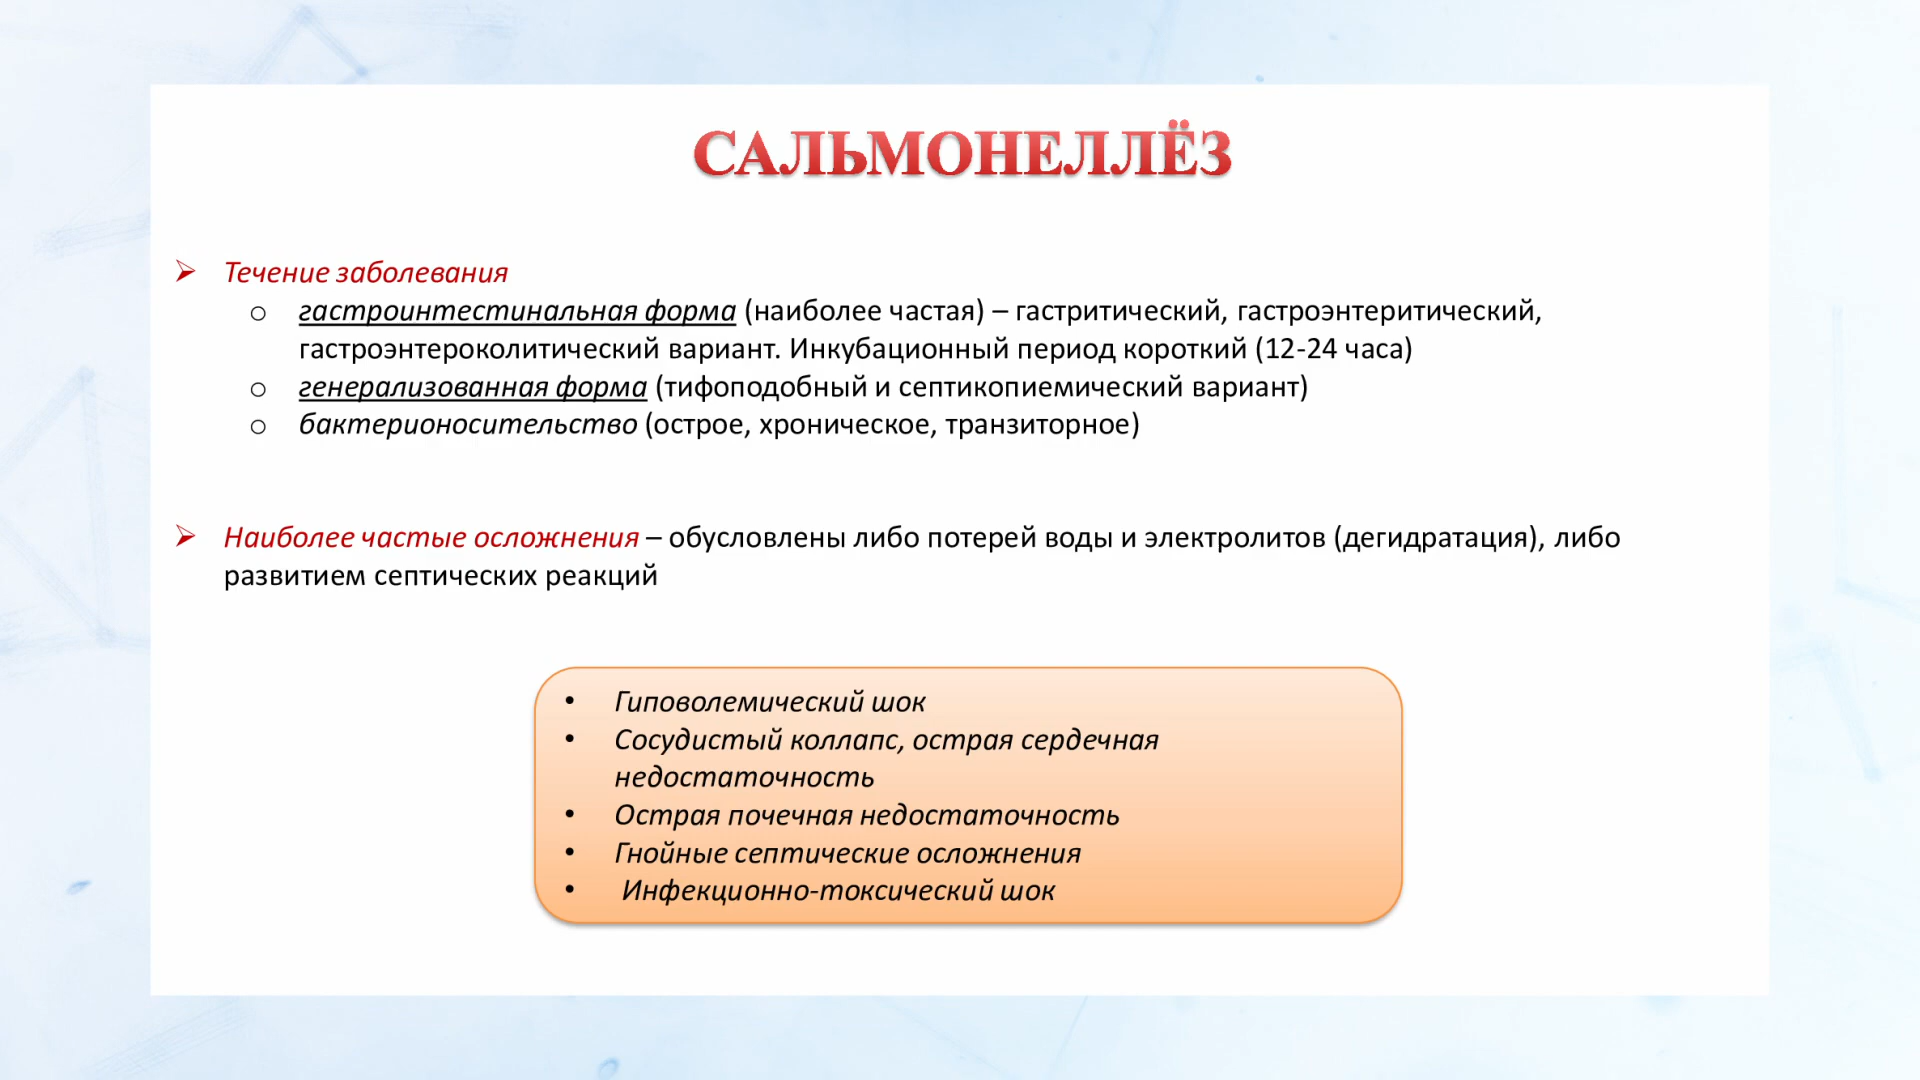 САЛЬМОНЕЛЛЁЗ
Течение заболевания
гастроинтестинальная форма (наиболее частая) – гастритический, гастроэнтеритический,
гастроэнтероколитический вариант. Инкубационный период короткий (12-24 часа)
генерализованная форма (тифоподобный и септикопиемический вариант)
бактерионосительство (острое, хроническое, транзиторное)
Наиболее частые осложнения – обусловлены либо потерей воды и электролитов (дегидратация), либо
развитием септических реакций
• Гиповолемический шок
• Сосудистый коллапс, острая сердечная
недостаточность
• Острая почечная недостаточность
• Гнойные септические осложнения
• Инфекционно-токсический шок